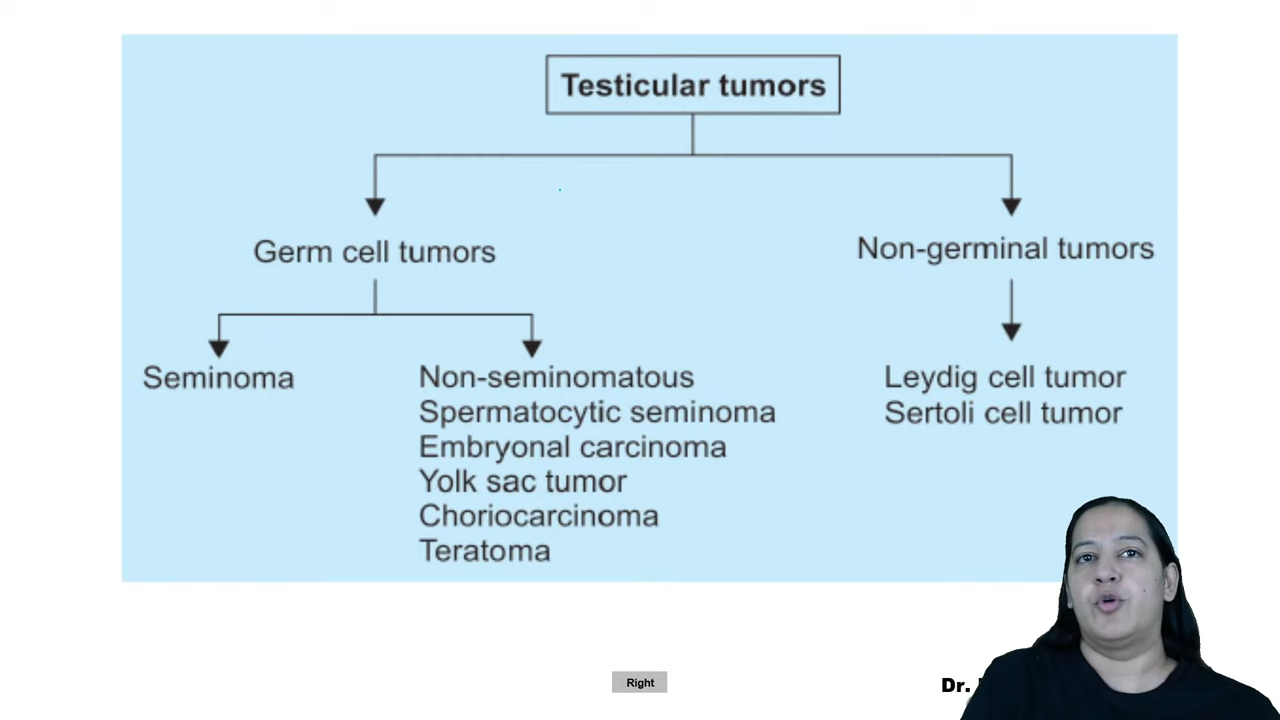 Testicular tumors
Germ cell tumors
Non-germinal tumors
Seminoma
Non-seminomatous
Spermatocytic seminoma
Embryonal carcinoma
Yolk sac tumor
Choriocarcinoma
Teratoma
Leydig cell tumor
Sertoli cell tumor
Right
Dr.